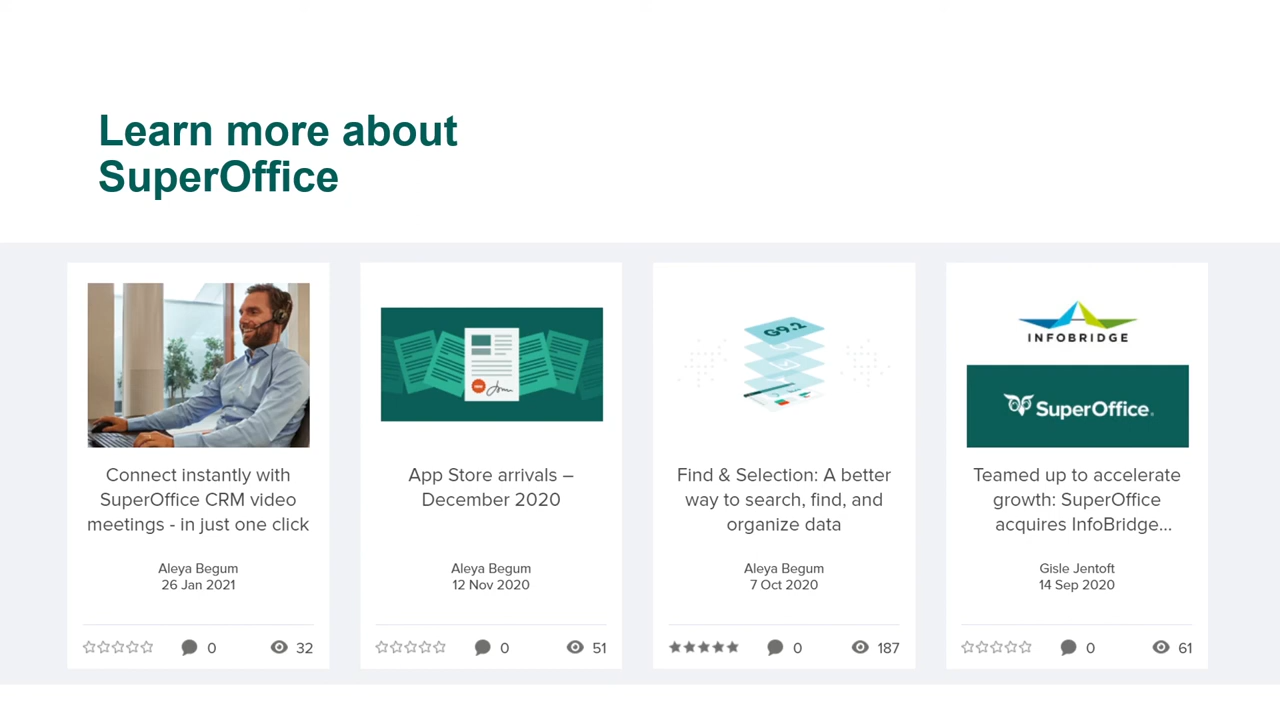 Learn more about
SuperOffice
Connect instantly with
SuperOffice CRM video
meetings - in just one click
Aleya Begum
26 Jan 2021
0
32
App Store arrivals –
December 2020
Aleya Begum
12 Nov 2020
0
51
G9.2
Find & Selection: A better
way to search, find, and
organize data
Aleya Begum
7 Oct 2020
0
187
INFOBRIDGE
SuperOffice
Teamed up to accelerate
growth: SuperOffice
acquires InfoBridge...
Gisle Jentoft
14 Sep 2020
0
61